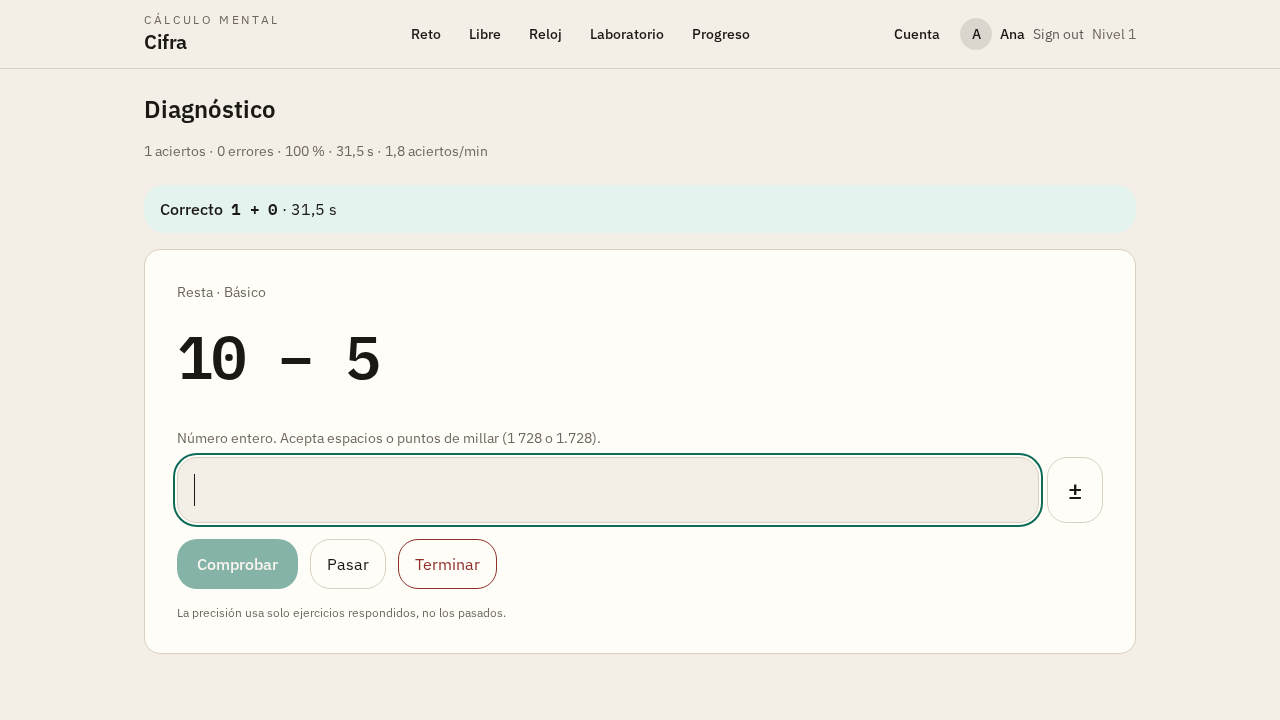 CÁLCULO MENTAL
Cifra
Reto Libre Reloj Laboratorio Progreso
Cuenta A Ana Sign out Nivel 1
Diagnóstico
1 aciertos · 0 errores · 100 % · 31,5 s · 1,8 aciertos/min
Correcto 1 + 0 · 31,5 s
Resta · Básico
10 − 5
Número entero. Acepta espacios o puntos de millar (1 728 o 1.728).
±
Comprobar Pasar Terminar
La precisión usa solo ejercicios respondidos, no los pasados.